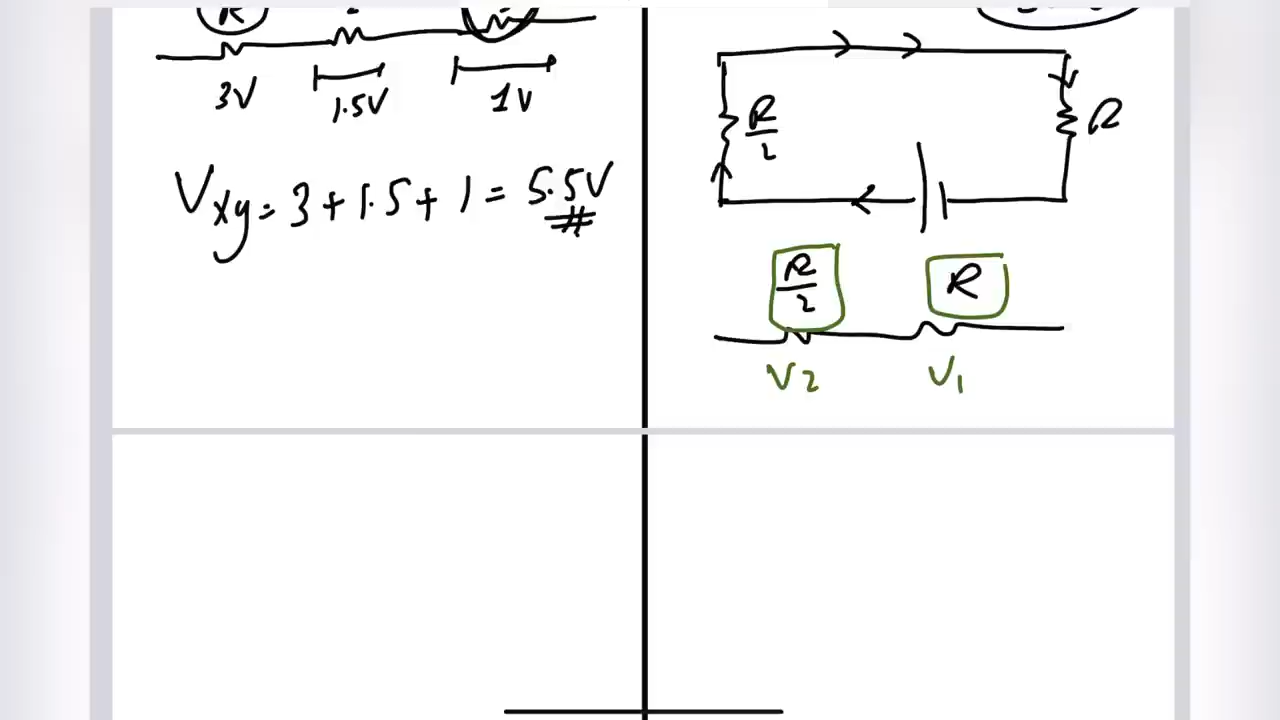 R
3V 1.5V 1V
Vxy = 3 + 1.5 + 1 = 5.5V
R/2 R
R/2 R
V2 V1